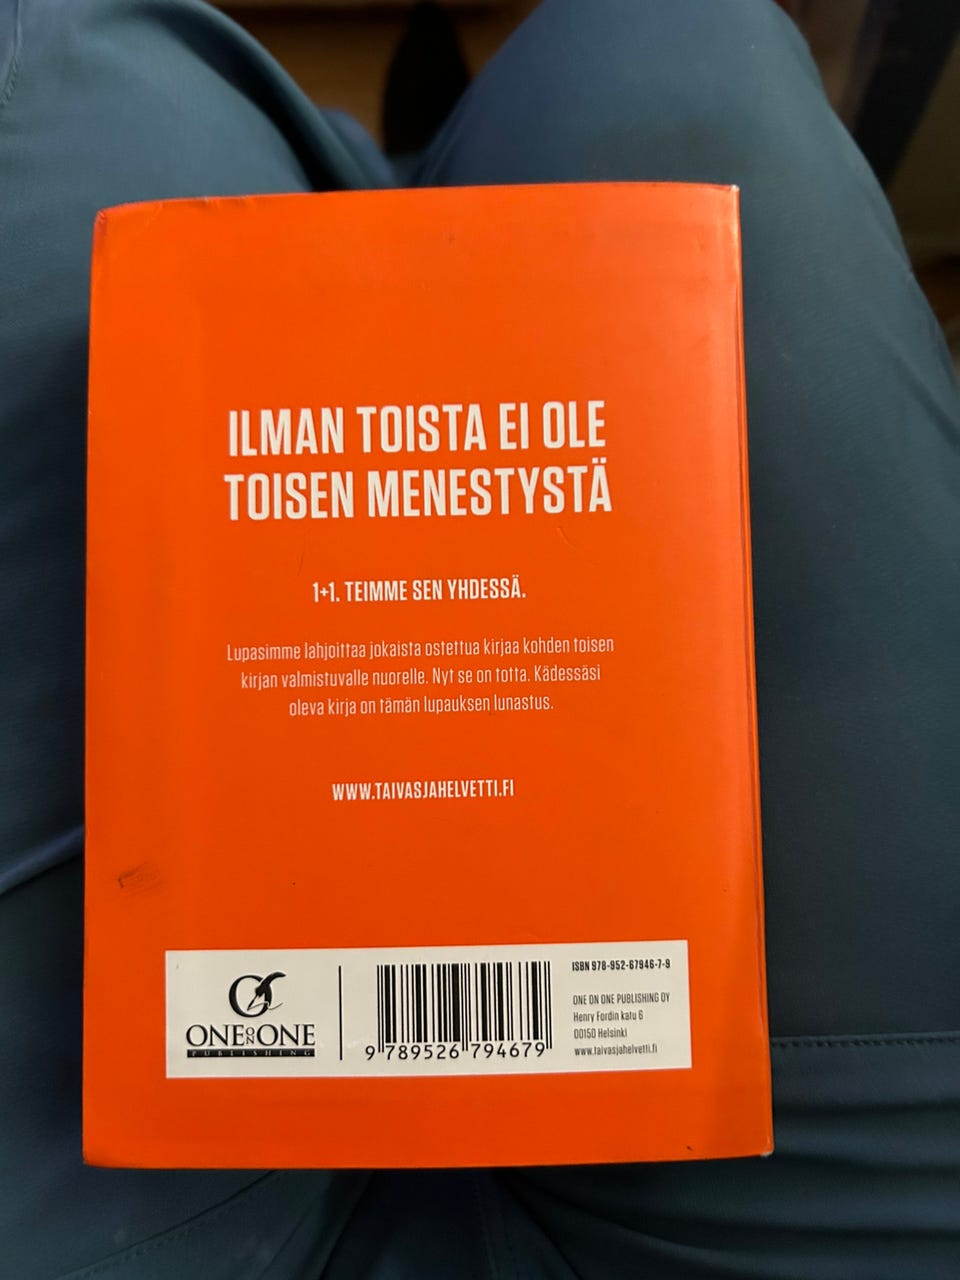 ILMAN TOISTA EI OLE
TOISEN MENESTYSTÄ
1+1. TEIMME SEN YHDESSÄ.
Lupasimme lahjoittaa jokaista ostettua kirjaa kohden toisen
kirjan valmistuvalle nuorelle. Nyt se on totta. Kädessäsi
oleva kirja on tämän lupauksen lunastus.
WWW.TAIVASJAHELVETTI.FI
ONE ON ONE
PUBLISHING
9 789526 794679
ISBN 978-952-67946-7-9
ONE ON ONE PUBLISHING OY
Henry Fordin katu 6
00150 Helsinki
www.taivasjahelvetti.fi